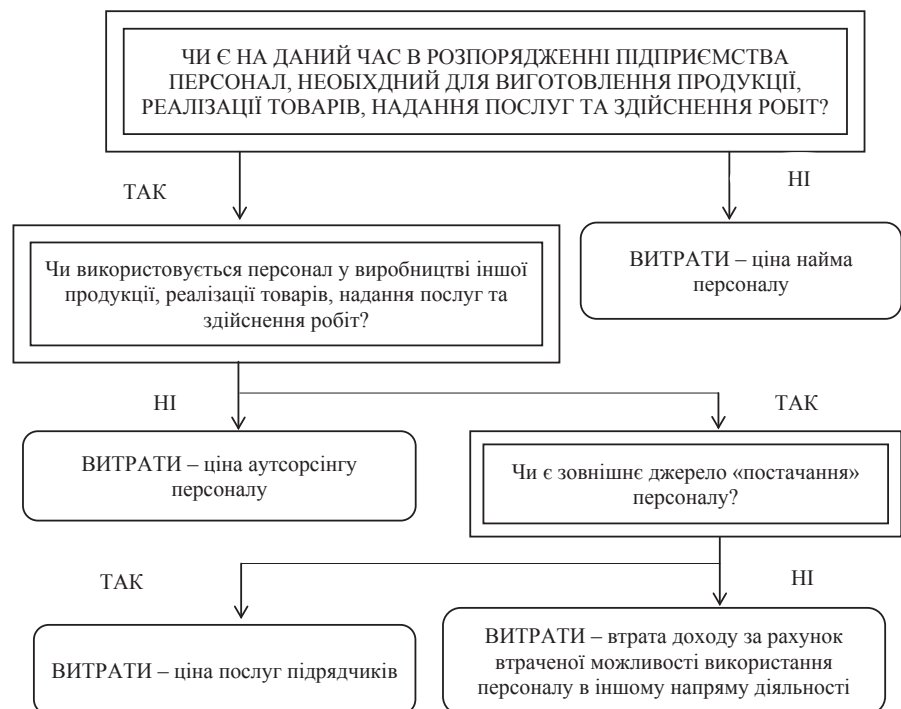 ЧИ Є НА ДАНИЙ ЧАС В РОЗПОРЯДЖЕННІ ПІДПРИЄМСТВА
ПЕРСОНАЛ, НЕОБІХДНИЙ ДЛЯ ВИГОТОВЛЕННЯ ПРОДУКЦІЇ,
РЕАЛІЗАЦІЇ ТОВАРІВ, НАДАННЯ ПОСЛУГ ТА ЗДІЙСНЕННЯ РОБІТ?
ТАК
НІ
Чи використовується персонал у виробництві іншої
продукції, реалізації товарів, надання послуг та
здійснення робіт?
ВИТРАТИ – ціна найма
персоналу
НІ
ТАК
ВИТРАТИ – ціна аутсорсінгу
персоналу
Чи є зовнішнє джерело «постачання»
персоналу?
ТАК
НІ
ВИТРАТИ – ціна послуг підрядчиків
ВИТРАТИ – втрата доходу за рахунок
втраченої можливості використання
персоналу в іншому напряму діяльності